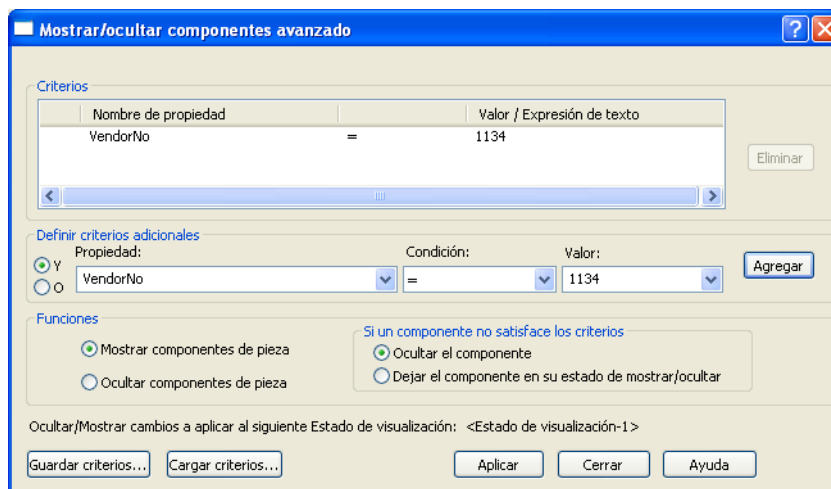 Mostrar/ocultar componentes avanzado
Criterios
Nombre de propiedad Valor / Expresión de texto
VendorNo = 1134
Eliminar
Definir criterios adicionales
Propiedad: Condición: Valor:
Y
O
VendorNo = 1134
Agregar
Funciones
Mostrar componentes de pieza
Ocultar componentes de pieza
Si un componente no satisface los criterios
Ocultar el componente
Dejar el componente en su estado de mostrar/ocultar
Ocultar/Mostrar cambios a aplicar al siguiente Estado de visualización: <Estado de visualización-1>
Guardar criterios... Cargar criterios... Aplicar Cerrar Ayuda